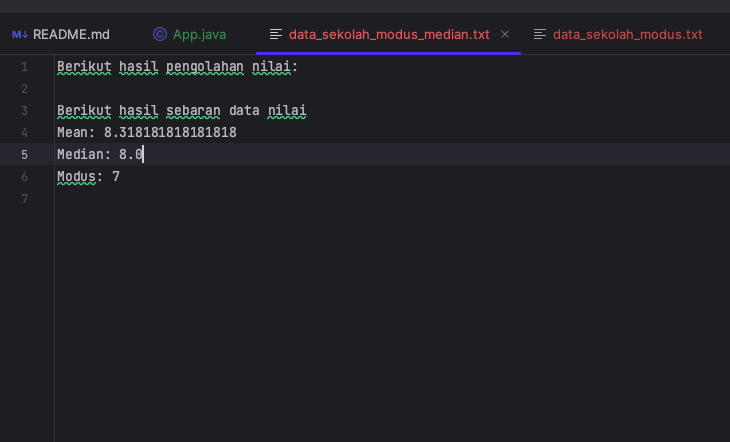 M↓ README.md
C App.java
data_sekolah_modus_median.txt ×
data_sekolah_modus.txt
1 Berikut hasil pengolahan nilai:
2
3 Berikut hasil sebaran data nilai
4 Mean: 8.318181818181818
5 Median: 8.0
6 Modus: 7
7